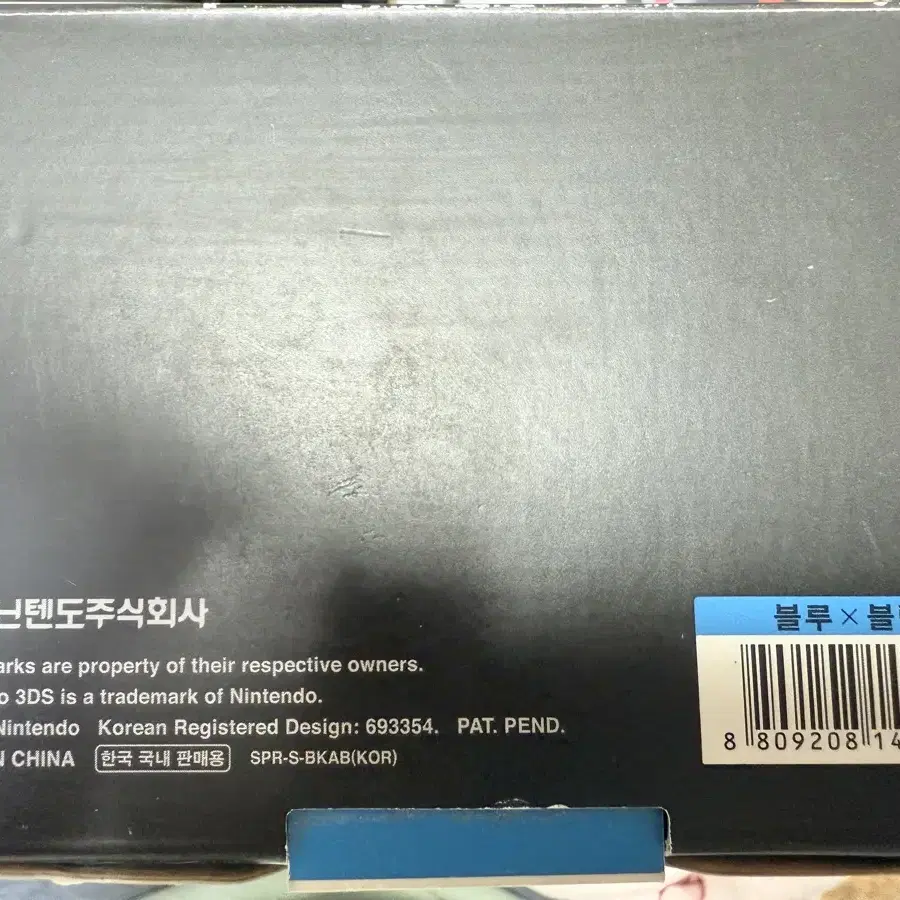 닌텐도주식회사
arks are property of their respective owners.
o 3DS is a trademark of Nintendo.
Nintendo Korean Registered Design: 693354. PAT. PEND.
N CHINA 한국 국내 판매용 SPR-S-BKAB(KOR)
블루×블
8 809208 14